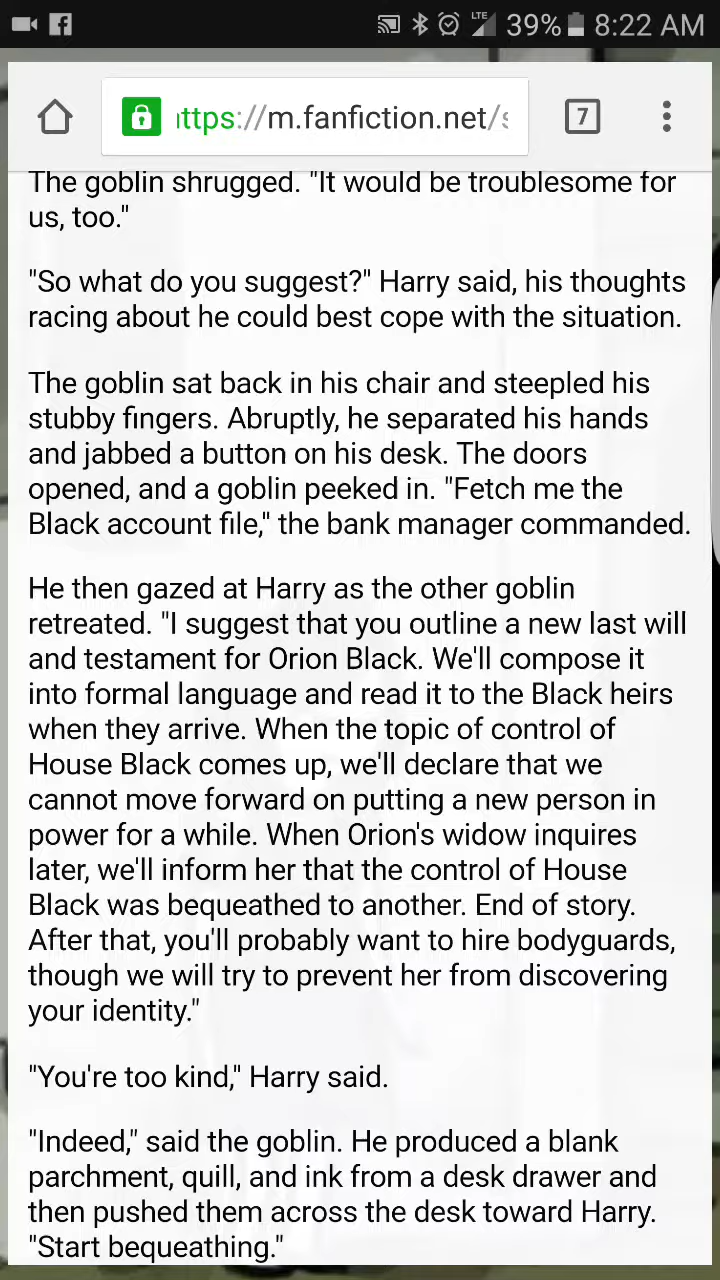 LTE 39% 8:22 AM
https://m.fanfiction.net/s 7
The goblin shrugged. "It would be troublesome for
us, too."
"So what do you suggest?" Harry said, his thoughts
racing about he could best cope with the situation.
The goblin sat back in his chair and steepled his
stubby fingers. Abruptly, he separated his hands
and jabbed a button on his desk. The doors
opened, and a goblin peeked in. "Fetch me the
Black account file," the bank manager commanded.
He then gazed at Harry as the other goblin
retreated. "I suggest that you outline a new last will
and testament for Orion Black. We'll compose it
into formal language and read it to the Black heirs
when they arrive. When the topic of control of
House Black comes up, we'll declare that we
cannot move forward on putting a new person in
power for a while. When Orion's widow inquires
later, we'll inform her that the control of House
Black was bequeathed to another. End of story.
After that, you'll probably want to hire bodyguards,
though we will try to prevent her from discovering
your identity."
"You're too kind," Harry said.
"Indeed," said the goblin. He produced a blank
parchment, quill, and ink from a desk drawer and
then pushed them across the desk toward Harry.
"Start bequeathing."